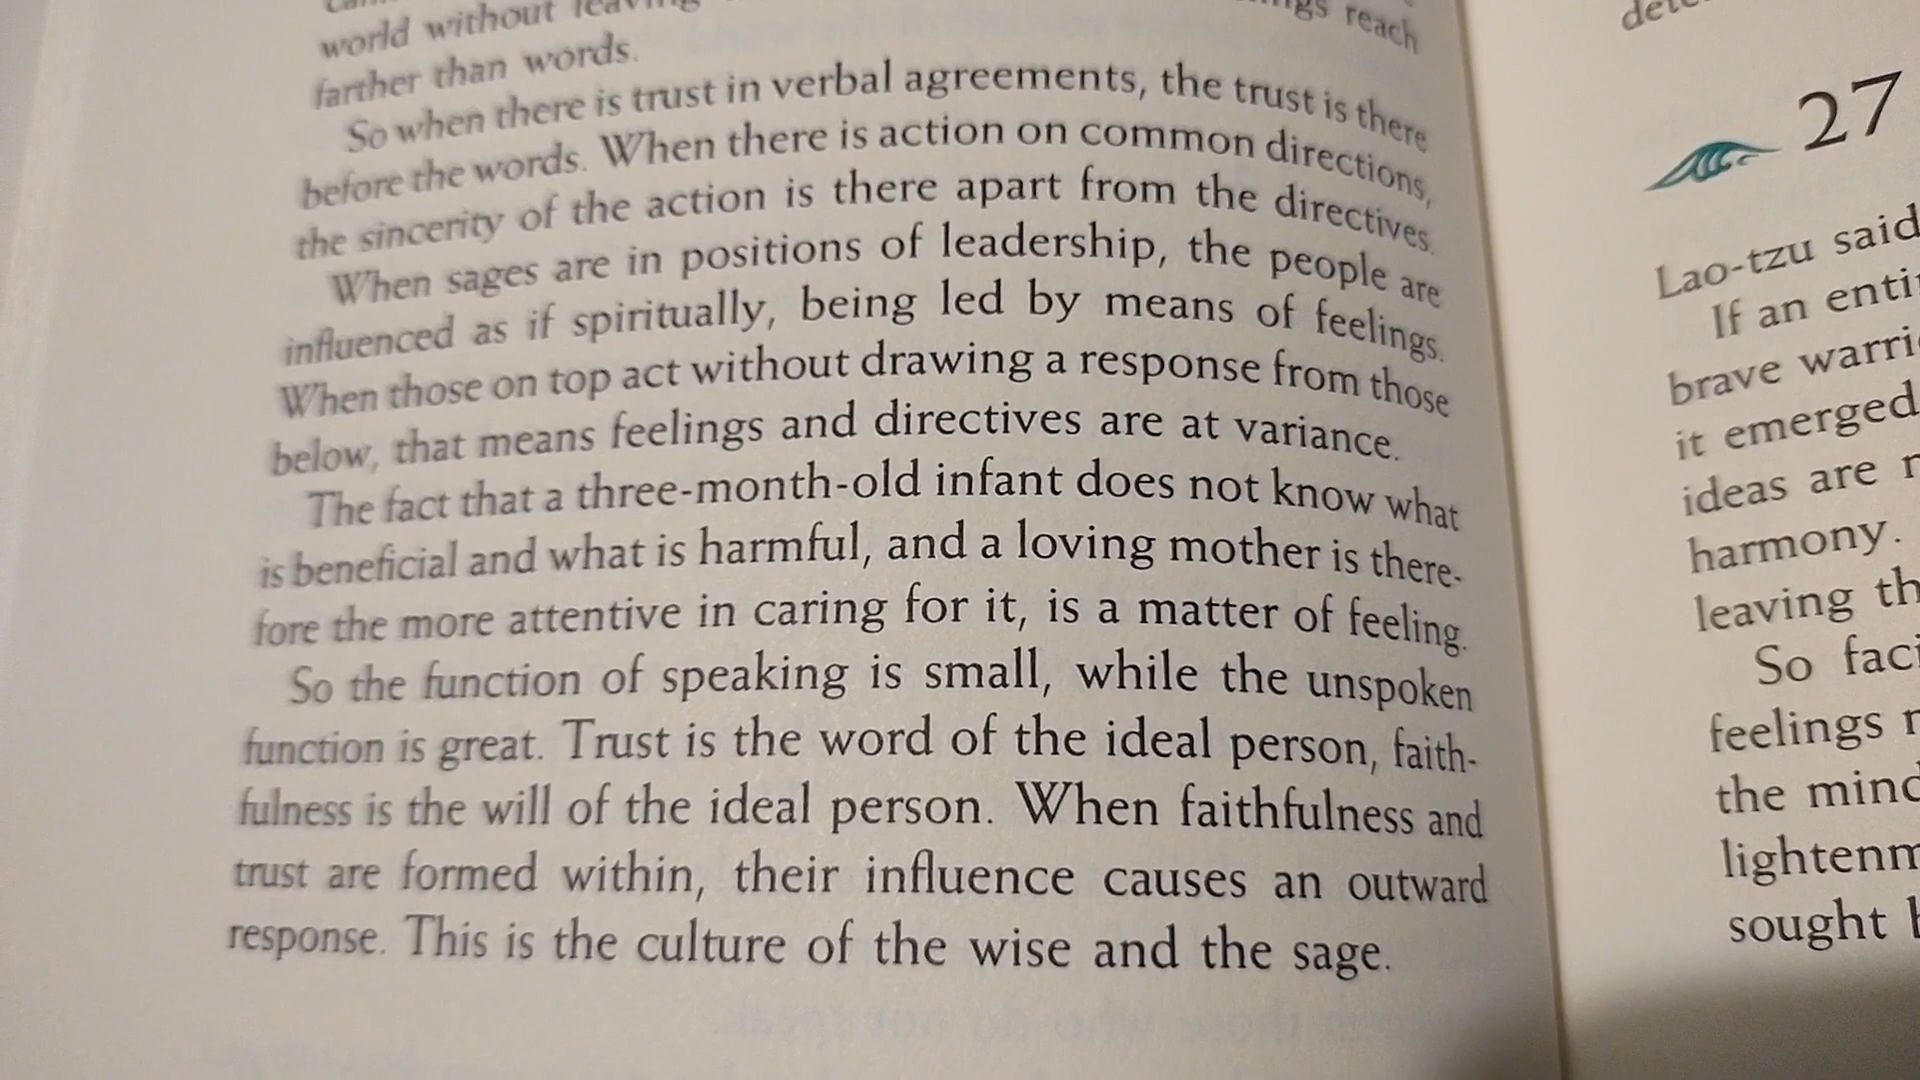 world without
reach
farther than words.
So when there is trust in verbal agreements, the trust is there
before the words. When there is action on common directions,
the sincerity of the action is there apart from the directives.
When sages are in positions of leadership, the people are
influenced as if spiritually, being led by means of feelings.
When those on top act without drawing a response from those
below, that means feelings and directives are at variance.
The fact that a three-month-old infant does not know what
is beneficial and what is harmful, and a loving mother is there-
fore the more attentive in caring for it, is a matter of feeling.
So the function of speaking is small, while the unspoken
function is great. Trust is the word of the ideal person, faith-
fulness is the will of the ideal person. When faithfulness and
trust are formed within, their influence causes an outward
response. This is the culture of the wise and the sage.
27
Lao-tzu said
If an enti
brave warri
it emerged
ideas are
harmony.
leaving th
So faci
feelings
the mind
lightenm
sought